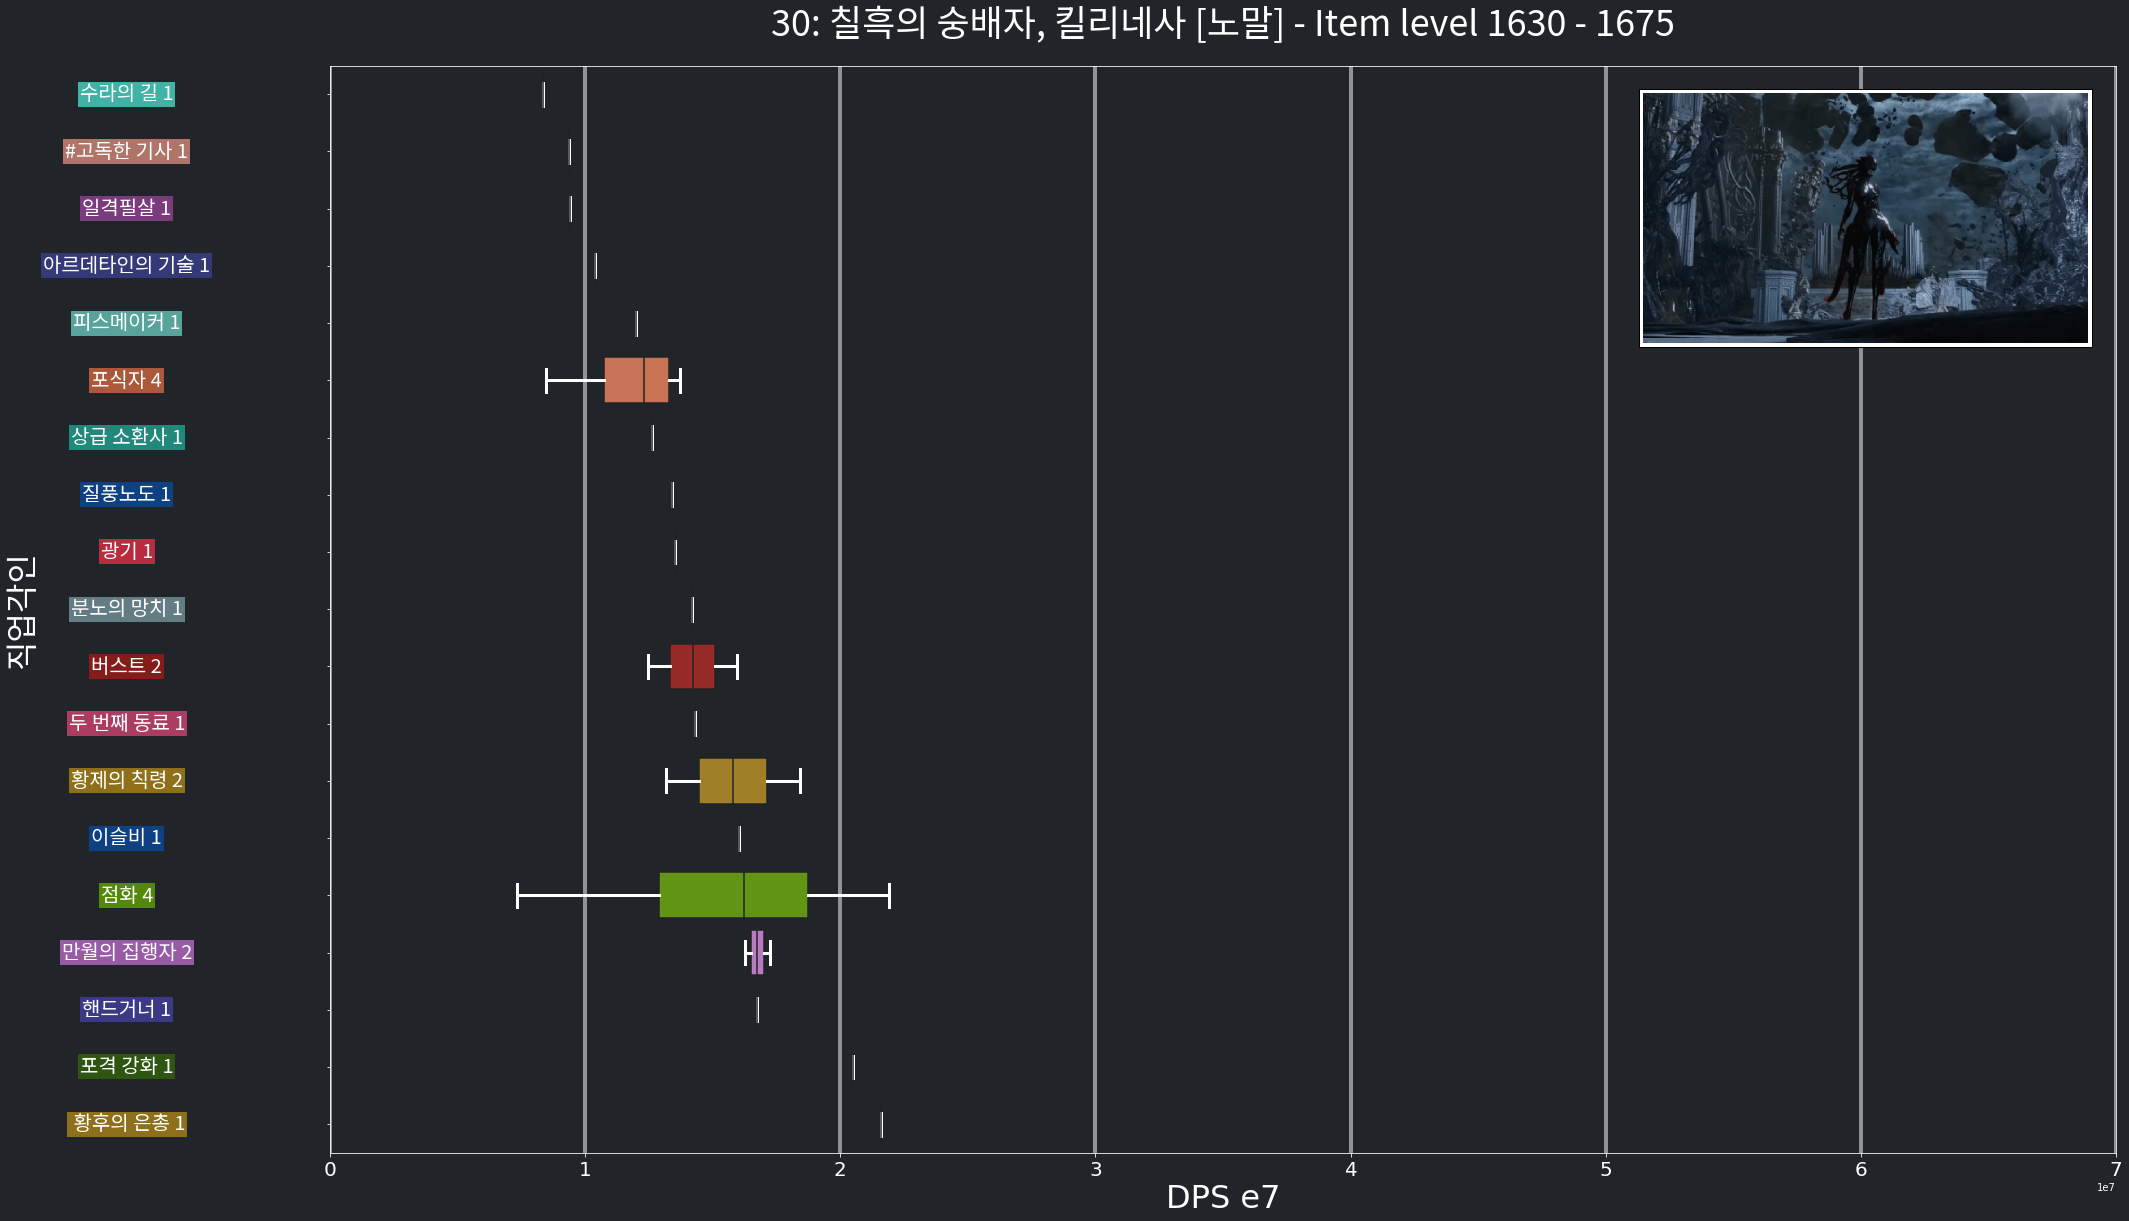 30: 칠흑의 숭배자, 킬리네사 [노말] - Item level 1630 - 1675
수라의 길 1
#고독한 기사 1
일격필살 1
아르데타인의 기술 1
피스메이커 1
포식자 4
상급 소환사 1
질풍노도 1
광기 1
분노의 망치 1
버스트 2
두 번째 동료 1
황제의 칙령 2
이슬비 1
점화 4
만월의 집행자 2
핸드거너 1
포격 강화 1
황후의 은총 1
직업각인
0 1 2 3 4 5 6 7
1e7
DPS e7